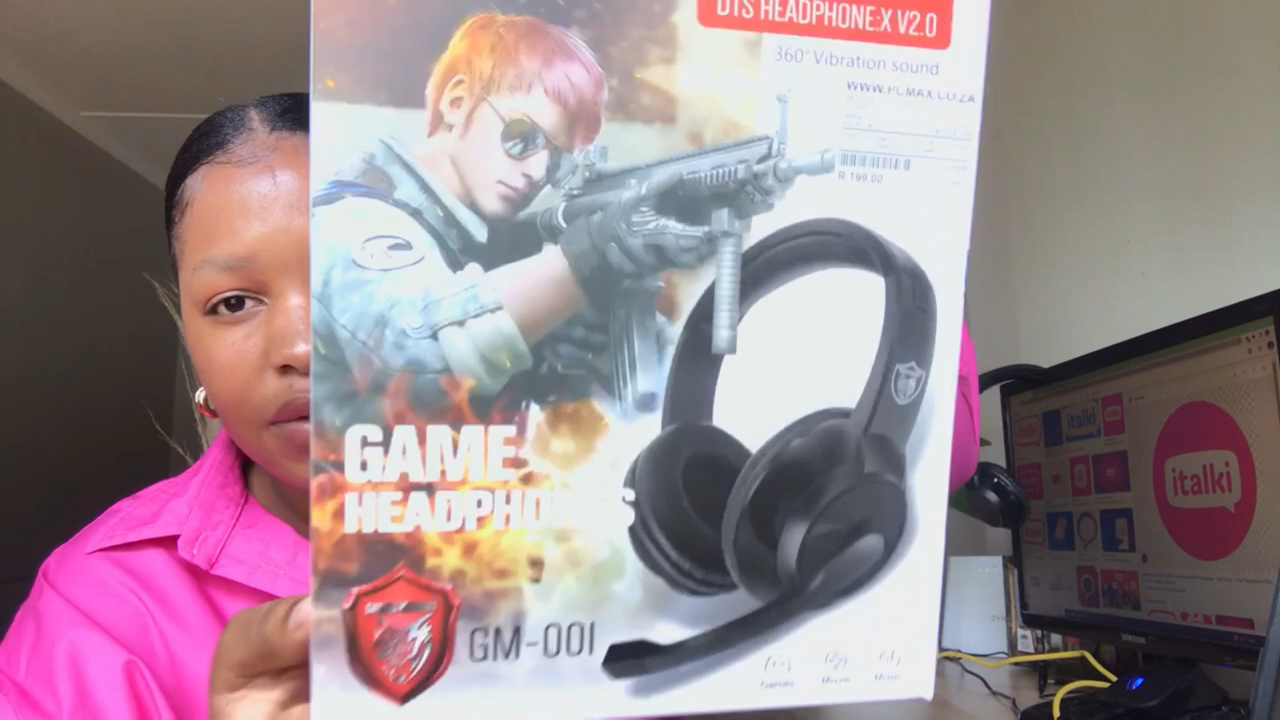 DTS HEADPHONE:X V2.0
360° Vibration sound
WWW.PCMAX.CO.ZA
R 199.00
GAME
HEADPHONES
GM-001
italki
italki
SAMSUNG